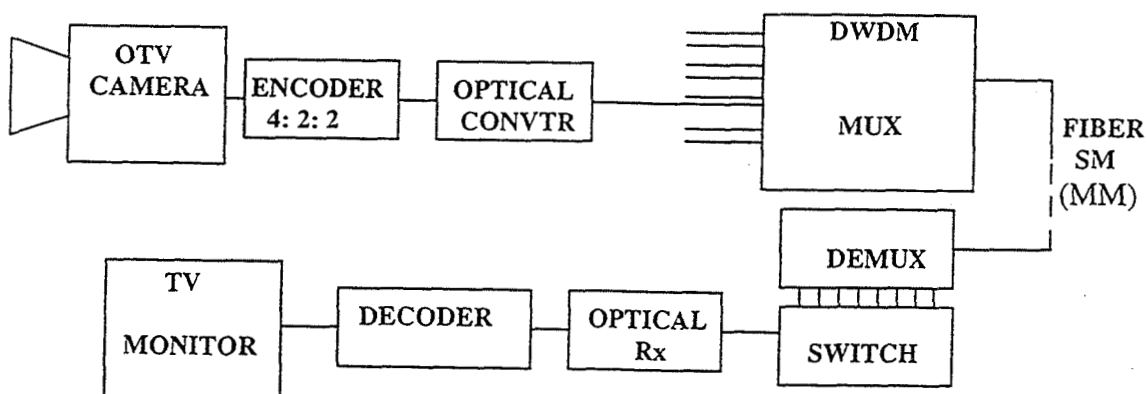 OTV
CAMERA
ENCODER
4: 2: 2
OPTICAL
CONVTR
DWDM
MUX
FIBER
SM
(MM)
DEMUX
SWITCH
OPTICAL
Rx
DECODER
TV
MONITOR